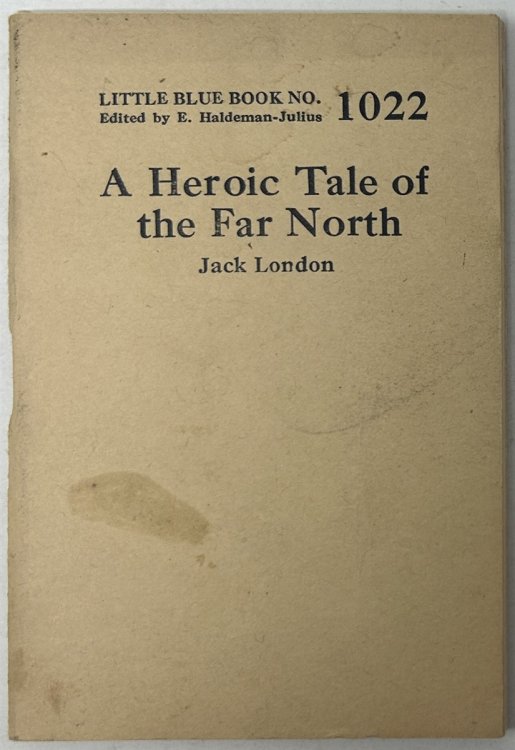 LITTLE BLUE BOOK NO. 1022
Edited by E. Haldeman-Julius
A Heroic Tale of
the Far North
Jack London